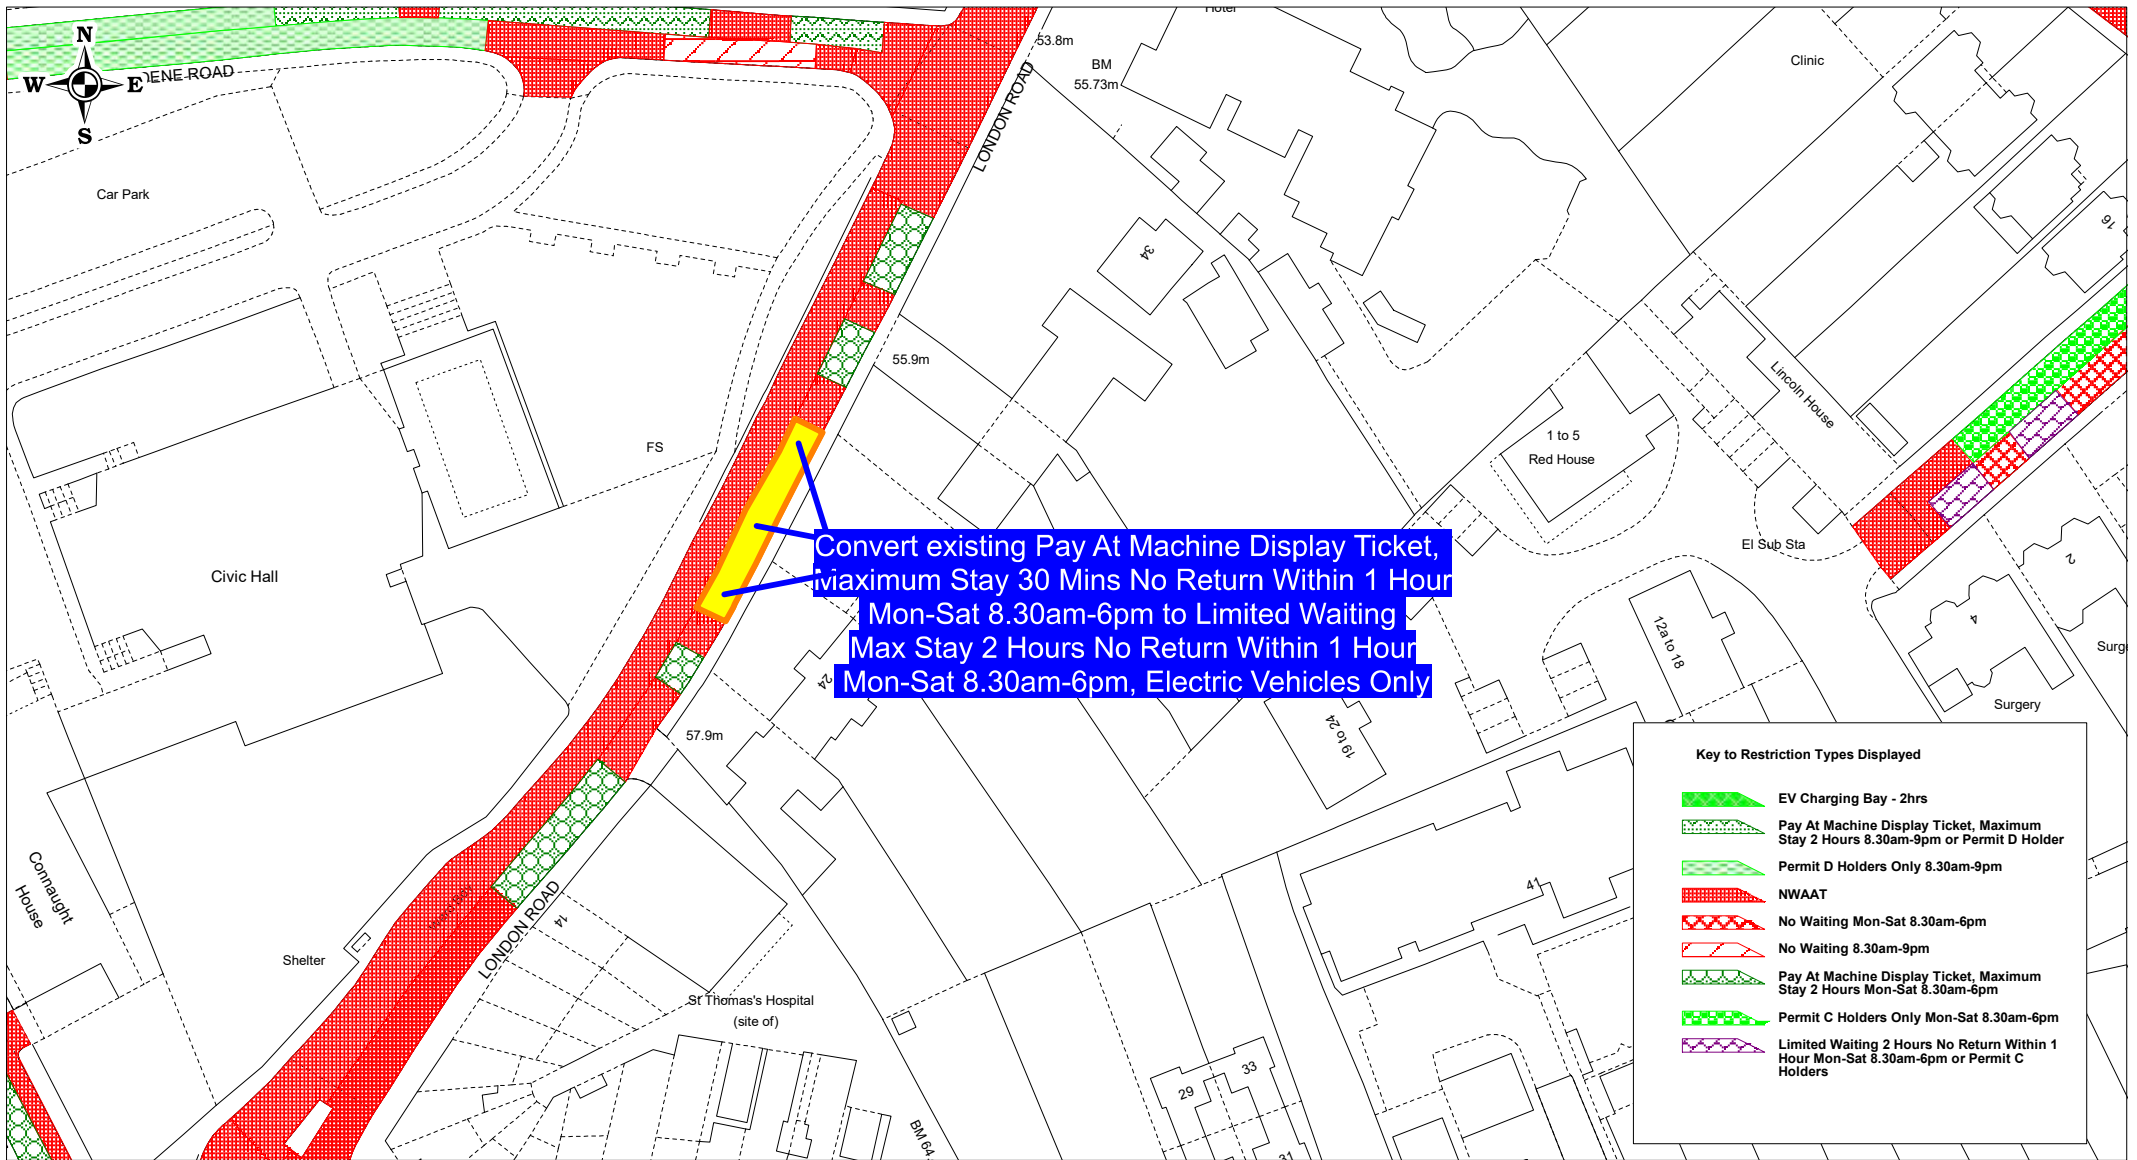 N
W
E
S
DENE ROAD
Car Park
LONDON ROAD
53.8m
Hotel
BM
55.73m
Clinic
16
34
55.9m
FS
Lincoln House
1 to 5
Red House
El Sub Sta
Civic Hall
Convert existing Pay At Machine Display Ticket,
Maximum Stay 30 Mins No Return Within 1 Hour
Mon-Sat 8.30am-6pm to Limited Waiting
Max Stay 2 Hours No Return Within 1 Hour
Mon-Sat 8.30am-6pm, Electric Vehicles Only
2
4
12a to 18
24
19 to 24
Surgery
57.9m
Connaught
House
Shelter
LONDON ROAD
14
41
St Thomas's Hospital
(site of)
29
33
31
BM 64
Key to Restriction Types Displayed
EV Charging Bay - 2hrs
Pay At Machine Display Ticket, Maximum
Stay 2 Hours 8.30am-9pm or Permit D Holder
Permit D Holders Only 8.30am-9pm
NWAAT
No Waiting Mon-Sat 8.30am-6pm
No Waiting 8.30am-9pm
Pay At Machine Display Ticket, Maximum
Stay 2 Hours Mon-Sat 8.30am-6pm
Permit C Holders Only Mon-Sat 8.30am-6pm
Limited Waiting 2 Hours No Return Within 1
Hour Mon-Sat 8.30am-6pm or Permit C
Holders